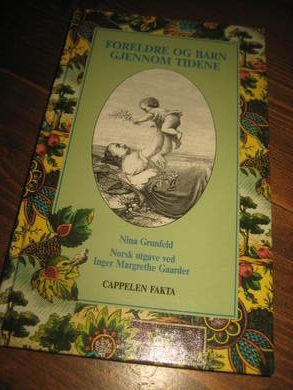 FORELDRE OG BARN
GJENNOM TIDENE
Nina Grunfeld
Norsk utgave ved
Inger Margrethe Gaarder
CAPPELEN FAKTA